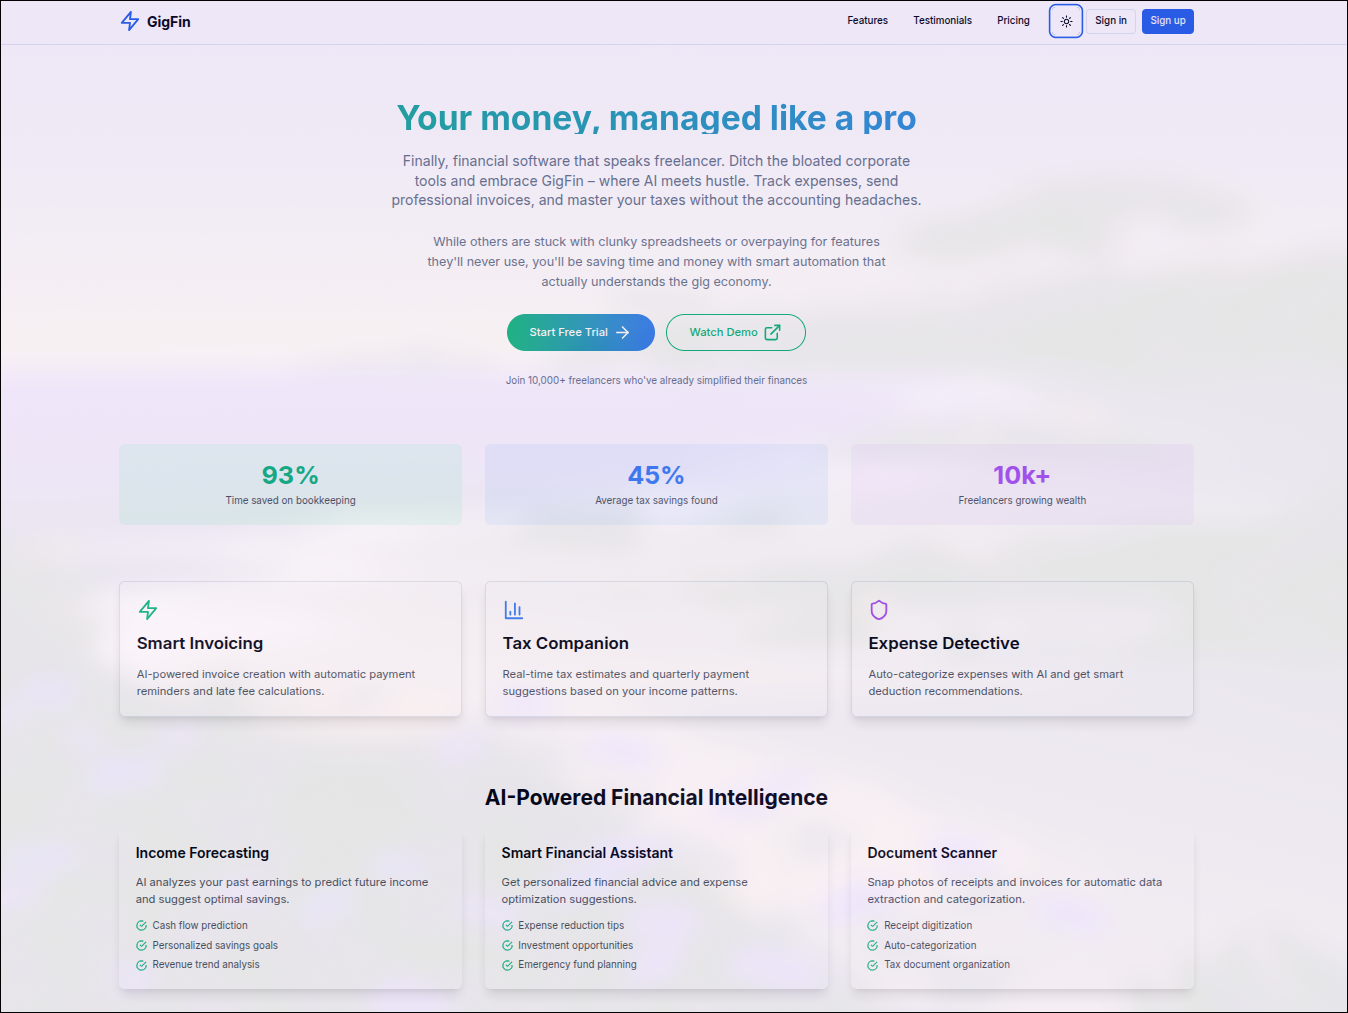 GigFin
Features
Testimonials
Pricing
Sign in
Sign up
Your money, managed like a pro
Finally, financial software that speaks freelancer. Ditch the bloated corporate
tools and embrace GigFin – where AI meets hustle. Track expenses, send
professional invoices, and master your taxes without the accounting headaches.
While others are stuck with clunky spreadsheets or overpaying for features
they'll never use, you'll be saving time and money with smart automation that
actually understands the gig economy.
Start Free Trial
Watch Demo
Join 10,000+ freelancers who've already simplified their finances
93%
Time saved on bookkeeping
45%
Average tax savings found
10k+
Freelancers growing wealth
Smart Invoicing
AI-powered invoice creation with automatic payment
reminders and late fee calculations.
Tax Companion
Real-time tax estimates and quarterly payment
suggestions based on your income patterns.
Expense Detective
Auto-categorize expenses with AI and get smart
deduction recommendations.
AI-Powered Financial Intelligence
Income Forecasting
AI analyzes your past earnings to predict future income
and suggest optimal savings.
Cash flow prediction
Personalized savings goals
Revenue trend analysis
Smart Financial Assistant
Get personalized financial advice and expense
optimization suggestions.
Expense reduction tips
Investment opportunities
Emergency fund planning
Document Scanner
Snap photos of receipts and invoices for automatic data
extraction and categorization.
Receipt digitization
Auto-categorization
Tax document organization